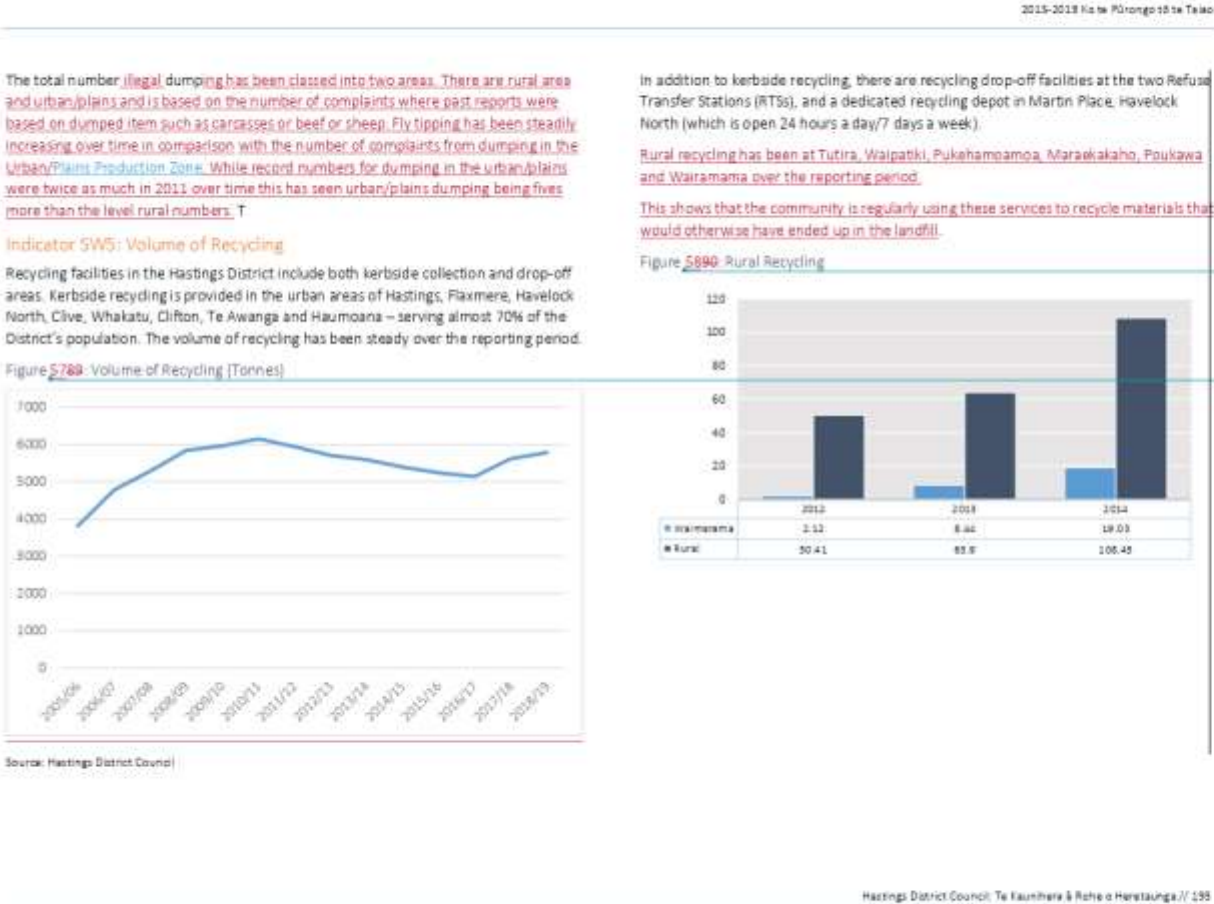 2015-2019 Ko te Pūrongo tō te Taiao
The total number illegal dumping has been classed into two areas. There are rural area
and urban/plains and is based on the number of complaints where past reports were
based on dumped item such as carcasses or beef or sheep. Fly tipping has been steadily
increasing over time in comparison with the number of complaints from dumping in the
Urban/Plains Production Zone. While record numbers for dumping in the urban/plains
were twice as much in 2011 over time this has seen urban/plains dumping being fives
more than the level rural numbers. T
Indicator SW5: Volume of Recycling
Recycling facilities in the Hastings District include both kerbside collection and drop-off
areas. Kerbside recycling is provided in the urban areas of Hastings, Flaxmere, Havelock
North, Clive, Whakatu, Clifton, Te Awanga and Haumoana – serving almost 70% of the
District's population. The volume of recycling has been steady over the reporting period.
Figure 5789: Volume of Recycling (Tonnes)
7000
6000
5000
4000
3000
2000
1000
0
2005/06 2006/07 2007/08 2008/09 2009/10 2010/11 2011/12 2012/13 2013/14 2014/15 2015/16 2016/17 2017/18 2018/19
Source: Hastings District Council
In addition to kerbside recycling, there are recycling drop-off facilities at the two Refuse
Transfer Stations (RTSs), and a dedicated recycling depot in Martin Place, Havelock
North (which is open 24 hours a day/7 days a week).
Rural recycling has been at Tutira, Waipatiki, Pukehamoamoa, Maraekakaho, Poukawa
and Wairamama over the reporting period.
This shows that the community is regularly using these services to recycle materials that
would otherwise have ended up in the landfill.
Figure 5890: Rural Recycling
120
100
80
60
40
20
0
2012 2013 2014
Waimarama 2.12 8.44 19.03
Rural 50.41 63.9 108.45
Hastings District Council: Te Kaunihera ā Rohe o Heretaunga // 195